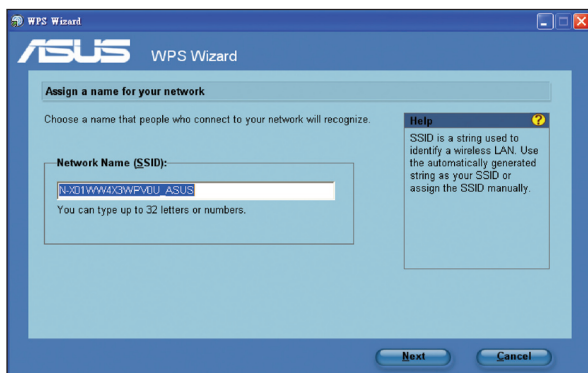 WPS Wizard
ASUS WPS Wizard
Assign a name for your network
Choose a name that people who connect to your network will recognize.
Network Name (SSID):
N-X01WW4X3WPV0U_ASUS
You can type up to 32 letters or numbers.
Help
SSID is a string used to
identify a wireless LAN. Use
the automatically generated
string as your SSID or
assign the SSID manually.
Next Cancel